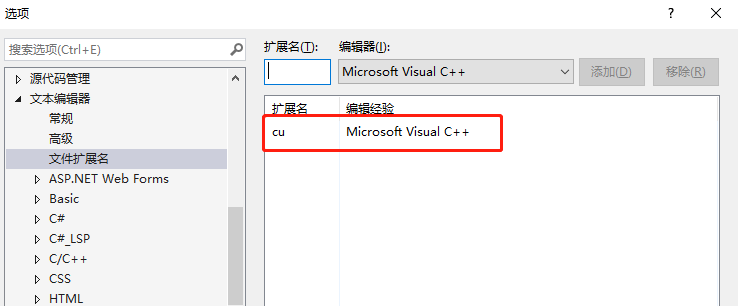 选项
? ×
搜索选项(Ctrl+E)
扩展名(T):
编辑器(I):
Microsoft Visual C++
添加(D)
移除(R)
源代码管理
文本编辑器
常规
高级
文件扩展名
ASP.NET Web Forms
Basic
C#
C#_LSP
C/C++
CSS
HTML
扩展名 编辑经验
cu Microsoft Visual C++